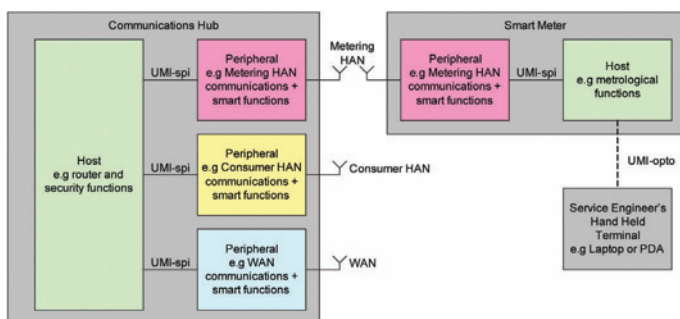 Communications Hub
Host
e.g router and
security functions
UMI-spi
Peripheral
e.g Metering HAN
communications +
smart functions
UMI-spi
Peripheral
e.g Consumer HAN
communications +
smart functions
UMI-spi
Peripheral
e.g WAN
communications +
smart functions
Metering
HAN
Consumer HAN
WAN
Smart Meter
Peripheral
e.g Metering HAN
communications +
smart functions
UMI-spi
Host
e.g metrological
functions
UMI-opto
Service Engineer's
Hand Held
Terminal
e.g Laptop or PDA